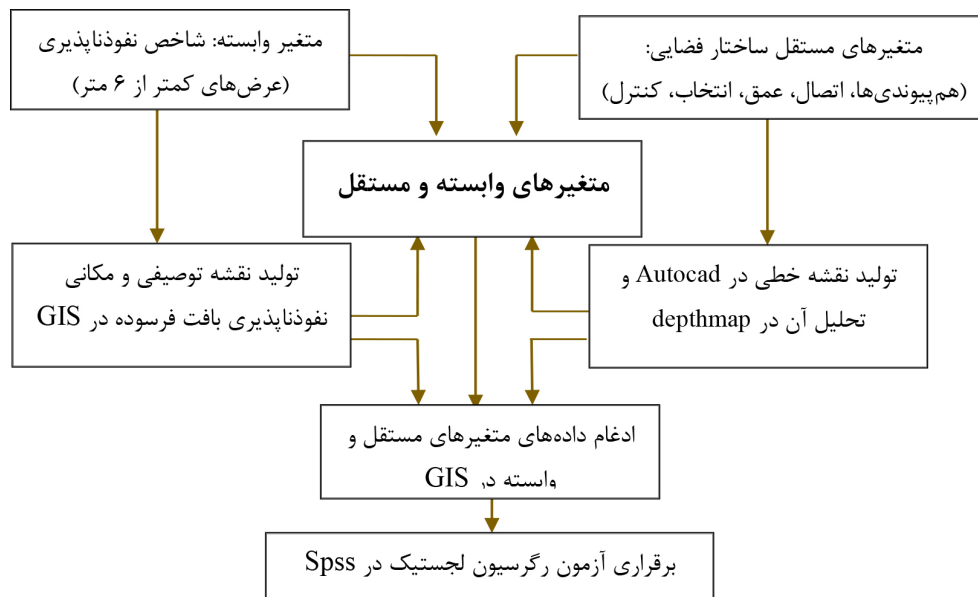 متغیرهای مستقل ساختار فضایی:
(هم‌پیوندی‌ها، اتصال، عمق، انتخاب، کنترل)
متغیر وابسته: شاخص نفوذناپذیری
(عرض‌های کمتر از ۶ متر)
متغیرهای وابسته و مستقل
تولید نقشه خطی در Autocad و
تحلیل آن در depthmap
تولید نقشه توصیفی و مکانی
نفوذناپذیری بافت فرسوده در GIS
ادغام داده‌های متغیرهای مستقل و
وابسته در GIS
برقراری آزمون رگرسیون لجستیک در Spss